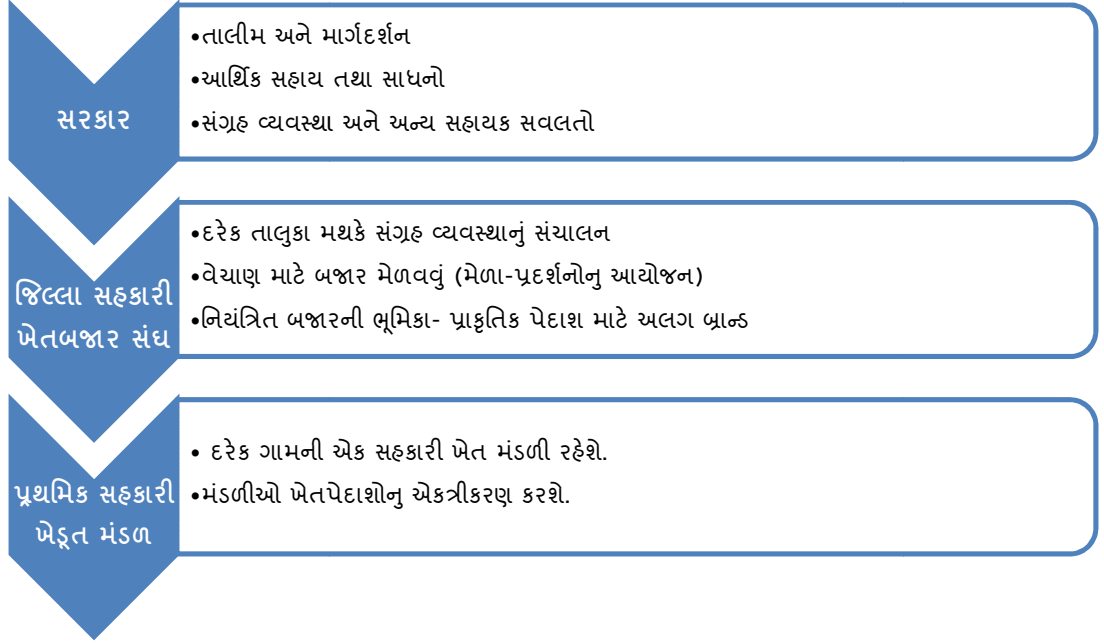 સરકાર
•તાલીમ અને માર્ગદર્શન
•આર્થિક સહાય તથા સાધનો
•સંગ્રહ વ્યવસ્થા અને અન્ય સહાયક સવલતો
જિલ્લા સહકારી
ખેતબજાર સંઘ
•દરેક તાલુકા મથકે સંગ્રહ વ્યવસ્થાનું સંચાલન
•વેચાણ માટે બજાર મેળવવું (મેળા-પ્રદર્શનોનુ આયોજન)
•નિયંત્રિત બજારની ભૂમિકા- પ્રાકૃતિક પેદાશ માટે અલગ બ્રાન્ડ
પ્રથમિક સહકારી
ખેડૂત મંડળ
• દરેક ગામની એક સહકારી ખેત મંડળી રહેશે.
•મંડળીઓ ખેતપેદાશોનુ એકત્રીકરણ કરશે.